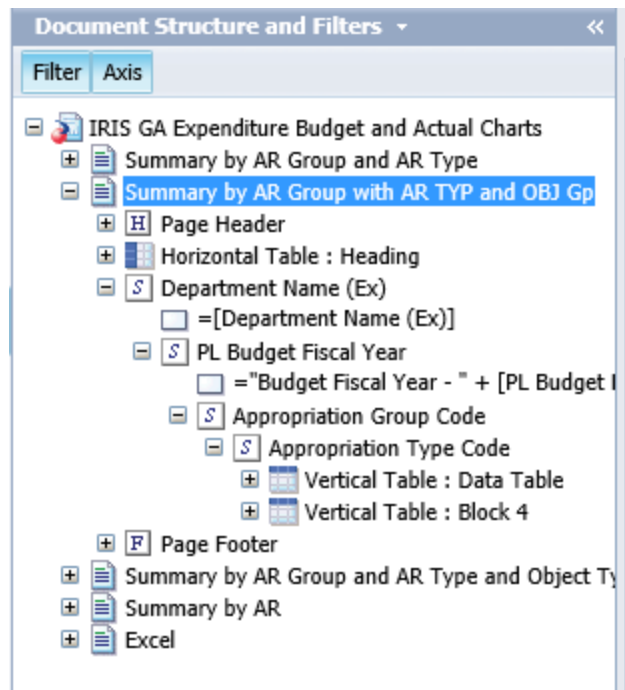 Document Structure and Filters
Filter Axis
IRIS GA Expenditure Budget and Actual Charts
Summary by AR Group and AR Type
Summary by AR Group with AR TYP and OBJ Gp
H Page Header
Horizontal Table : Heading
S Department Name (Ex)
=[Department Name (Ex)]
S PL Budget Fiscal Year
="Budget Fiscal Year - " + [PL Budget
S Appropriation Group Code
S Appropriation Type Code
Vertical Table : Data Table
Vertical Table : Block 4
F Page Footer
Summary by AR Group and AR Type and Object Ty
Summary by AR
Excel